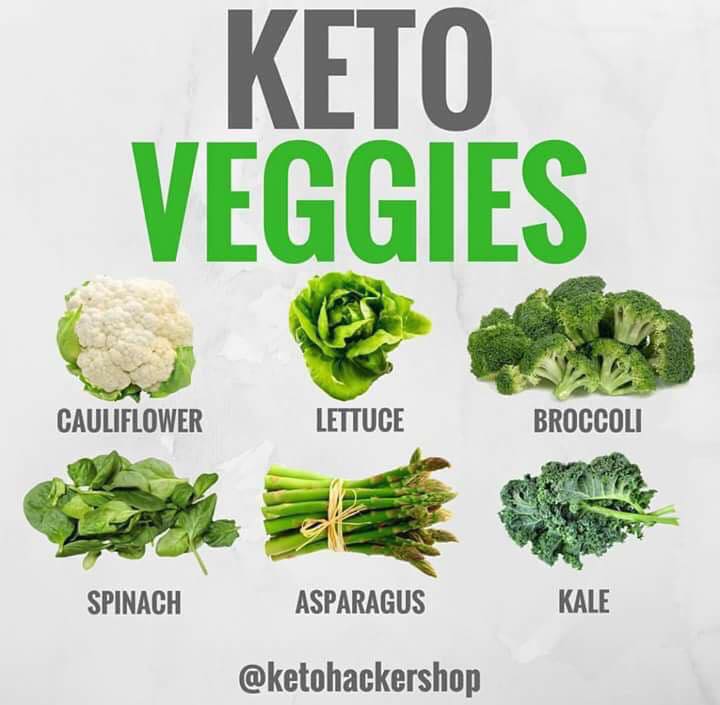 KETO
VEGGIES
CAULIFLOWER
LETTUCE
BROCCOLI
SPINACH
ASPARAGUS
KALE
@ketohackershop